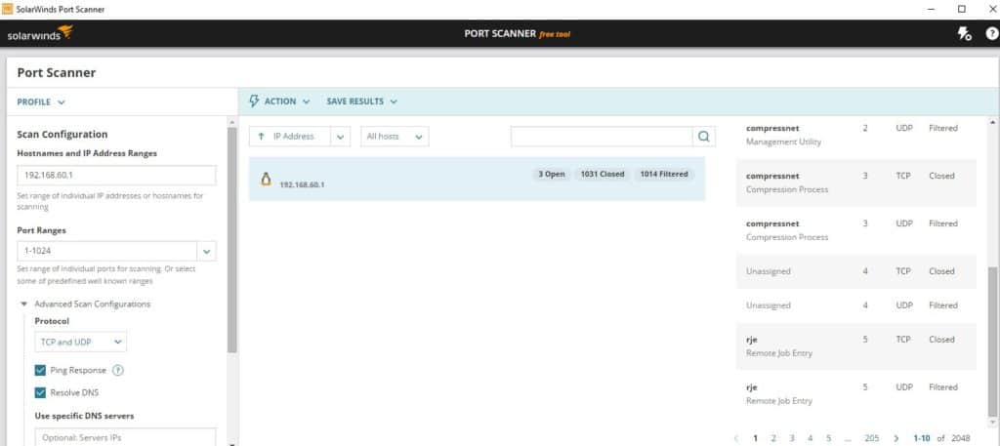 SolarWinds Port Scanner
solarwinds
PORT SCANNER free tool
Port Scanner
PROFILE
ACTION
SAVE RESULTS
Scan Configuration
Hostnames and IP Address Ranges
192.168.60.1
Set range of individual IP addresses or hostnames for
scanning
Port Ranges
1-1024
Set range of individual ports for scanning. Or select
some of predefined well known ranges
Advanced Scan Configurations
Protocol
TCP and UDP
Ping Response ?
Resolve DNS
Use specific DNS servers
Optional: Servers IPs
IP Address
All hosts
192.168.60.1
3 Open 1031 Closed 1014 Filtered
compressnet 2 UDP Filtered
Management Utility
compressnet 3 TCP Closed
Compression Process
compressnet 3 UDP Filtered
Compression Process
Unassigned 4 TCP Closed
Unassigned 4 UDP Filtered
rje 5 TCP Closed
Remote Job Entry
rje 5 UDP Filtered
Remote Job Entry
1 2 3 4 5 ... 205 1-10 of 2048